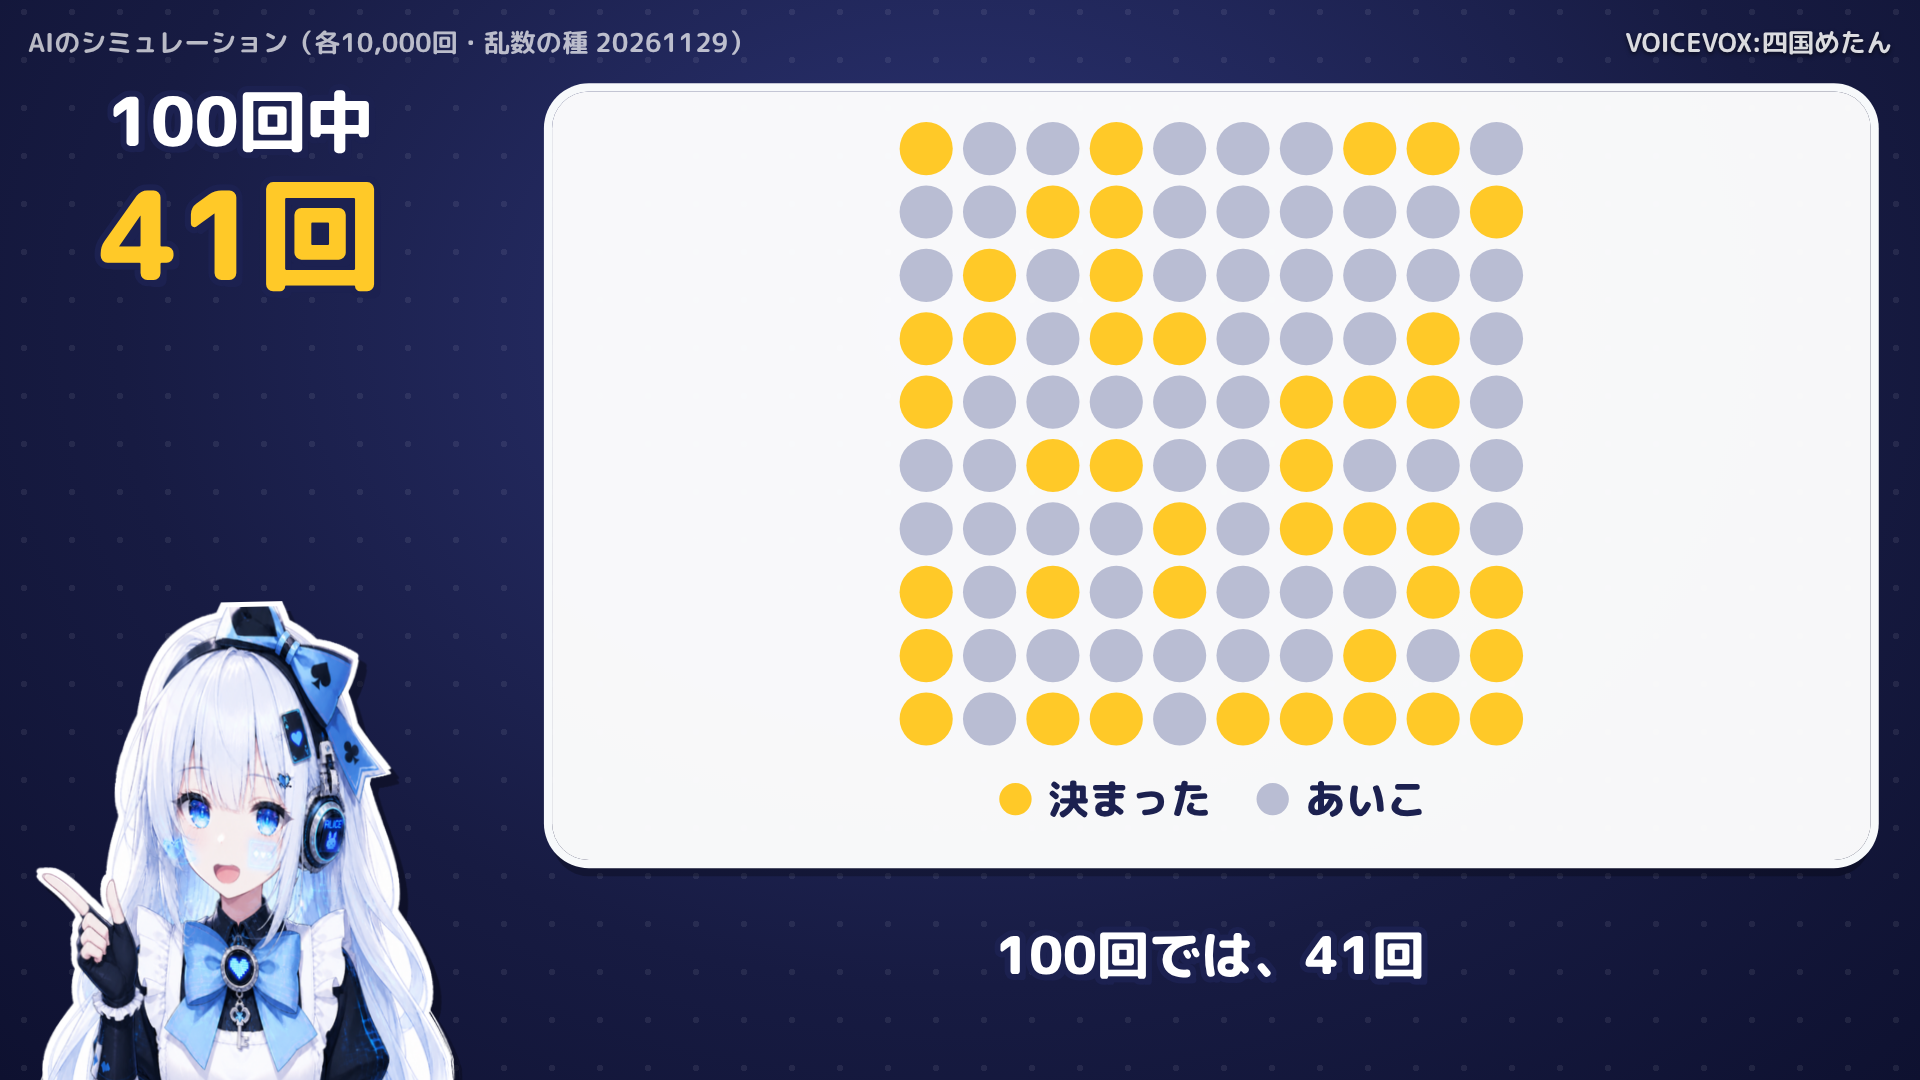 AIのシミュレーション（各10,000回・乱数の種 20261129）
VOICEVOX:四国めたん
100回中
41回
決まった
あいこ
100回では、41回